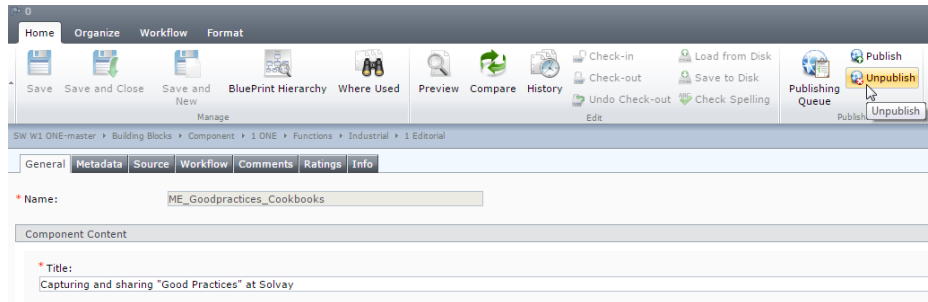 0
Home Organize Workflow Format
Save Save and Close Save and New BluePrint Hierarchy Where Used Preview Compare History Check-in Load from Disk Publishing Queue Publish
Check-out Save to Disk Unpublish
Undo Check-out Check Spelling
Manage Edit Publish
Unpublish
SW W1 ONE-master Building Blocks Component 1 ONE Functions Industrial 1 Editorial
General Metadata Source Workflow Comments Ratings Info
* Name: ME_Goodpractices_Cookbooks
Component Content
* Title:
Capturing and sharing "Good Practices" at Solvay